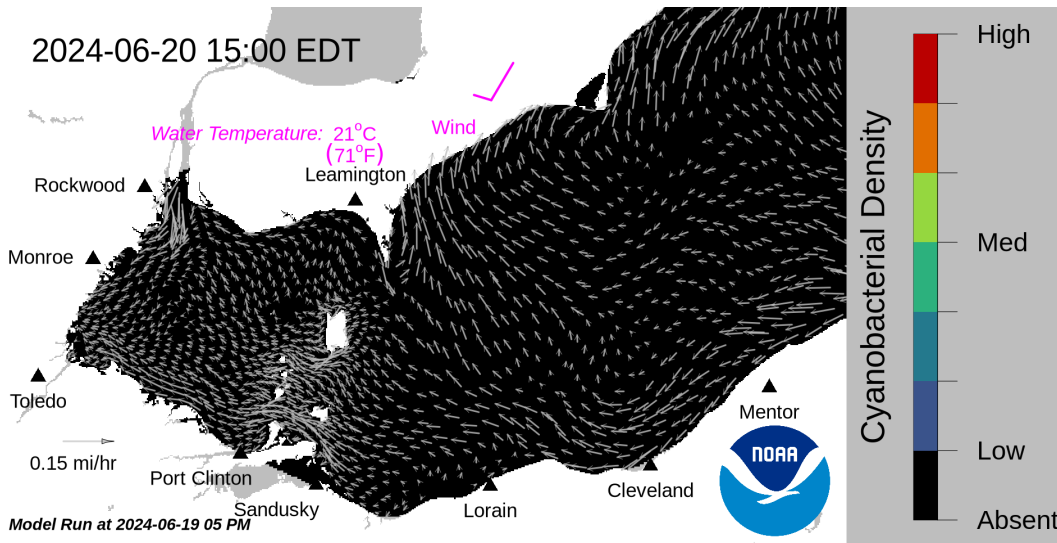 2024-06-20 15:00 EDT
High
Water Temperature: 21°C
(71°F)
Wind
Leamington
Rockwood
Monroe
Med
Cyanobacterial Density
Toledo
Mentor
0.15 mi/hr
NOAA
Low
Port Clinton
Cleveland
Sandusky
Lorain
Model Run at 2024-06-19 05 PM
Absent